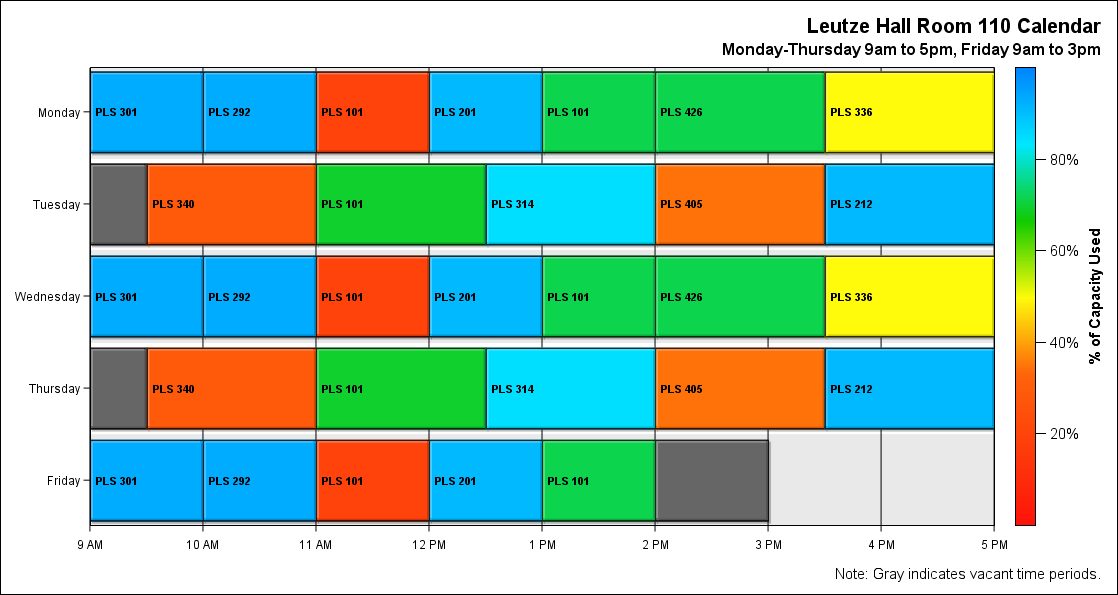 Leutze Hall Room 110 Calendar
Monday-Thursday 9am to 5pm, Friday 9am to 3pm
Monday PLS 301 PLS 292 PLS 101 PLS 201 PLS 101 PLS 426 PLS 336
Tuesday PLS 340 PLS 101 PLS 314 PLS 405 PLS 212
Wednesday PLS 301 PLS 292 PLS 101 PLS 201 PLS 101 PLS 426 PLS 336
Thursday PLS 340 PLS 101 PLS 314 PLS 405 PLS 212
Friday PLS 301 PLS 292 PLS 101 PLS 201 PLS 101
9 AM 10 AM 11 AM 12 PM 1 PM 2 PM 3 PM 4 PM 5 PM
80%
60%
40%
20%
% of Capacity Used
Note: Gray indicates vacant time periods.